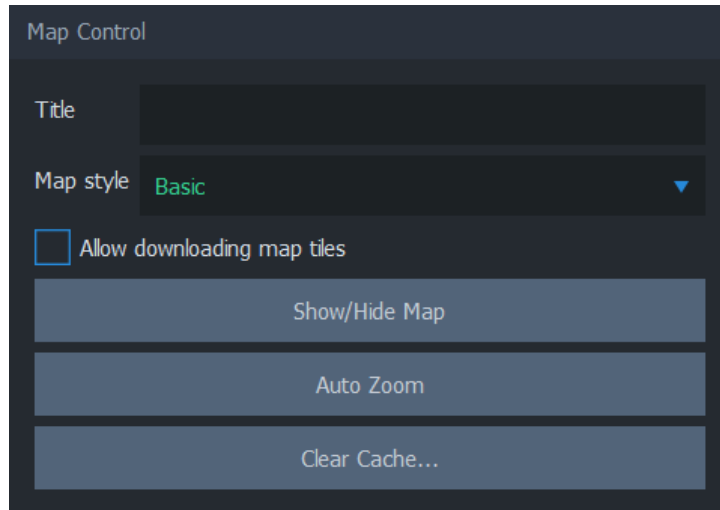 Map Control
Title
Map style Basic
Allow downloading map tiles
Show/Hide Map
Auto Zoom
Clear Cache...